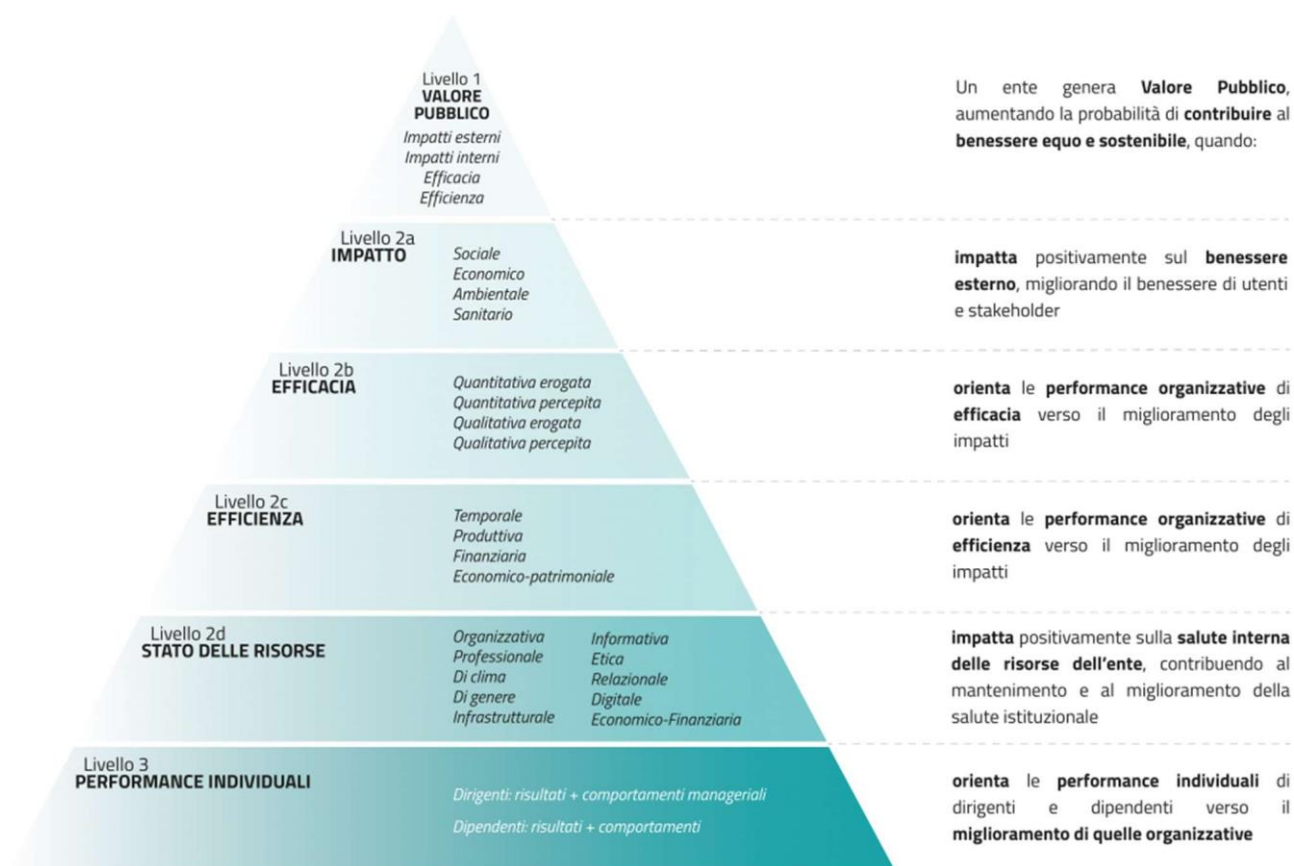 Livello 1
VALORE
PUBBLICO
Impatti esterni
Impatti interni
Efficacia
Efficienza
Un ente genera Valore Pubblico,
aumentando la probabilità di contribuire al
benessere equo e sostenibile, quando:
Livello 2a
IMPATTO
Sociale
Economico
Ambientale
Sanitario
impatta positivamente sul benessere
esterno, migliorando il benessere di utenti
e stakeholder
Livello 2b
EFFICACIA
Quantitativa erogata
Quantitativa percepita
Qualitativa erogata
Qualitativa percepita
orienta le performance organizzative di
efficacia verso il miglioramento degli
impatti
Livello 2c
EFFICIENZA
Temporale
Produttiva
Finanziaria
Economico-patrimoniale
orienta le performance organizzative di
efficienza verso il miglioramento degli
impatti
Livello 2d
STATO DELLE RISORSE
Organizzativa
Professionale
Di clima
Di genere
Infrastrutturale
Informativa
Etica
Relazionale
Digitale
Economico-Finanziaria
impatta positivamente sulla salute interna
delle risorse dell'ente, contribuendo al
mantenimento e al miglioramento della
salute istituzionale
Livello 3
PERFORMANCE INDIVIDUALI
Dirigenti: risultati + comportamenti manageriali
Dipendenti: risultati + comportamenti
orienta le performance individuali di
dirigenti e dipendenti verso il
miglioramento di quelle organizzative